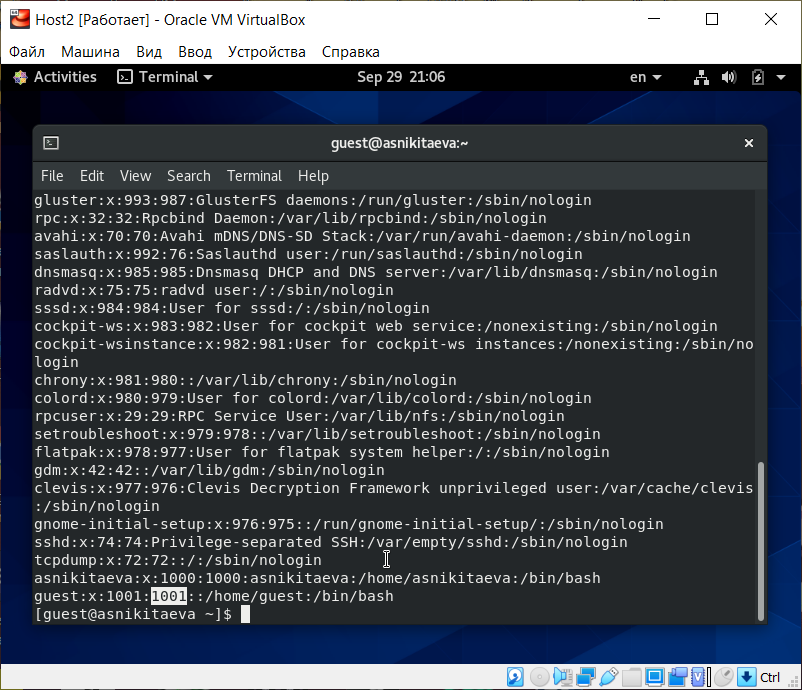 Host2 [Работает] - Oracle VM VirtualBox
Файл Машина Вид Ввод Устройства Справка
Activities Terminal Sep 29 21:06 en
guest@asnikitaeva:~
File Edit View Search Terminal Help
gluster:x:993:987:GlusterFS daemons:/run/gluster:/sbin/nologin
rpc:x:32:32:Rpcbind Daemon:/var/lib/rpcbind:/sbin/nologin
avahi:x:70:70:Avahi mDNS/DNS-SD Stack:/var/run/avahi-daemon:/sbin/nologin
saslauth:x:992:76:Saslauthd user:/run/saslauthd:/sbin/nologin
dnsmasq:x:985:985:Dnsmasq DHCP and DNS server:/var/lib/dnsmasq:/sbin/nologin
radvd:x:75:75:radvd user:/:/sbin/nologin
sssd:x:984:984:User for sssd:/:/sbin/nologin
cockpit-ws:x:983:982:User for cockpit web service:/nonexisting:/sbin/nologin
cockpit-wsinstance:x:982:981:User for cockpit-ws instances:/nonexisting:/sbin/no
login
chrony:x:981:980::/var/lib/chrony:/sbin/nologin
colord:x:980:979:User for colord:/var/lib/colord:/sbin/nologin
rpcuser:x:29:29:RPC Service User:/var/lib/nfs:/sbin/nologin
setroubleshoot:x:979:978::/var/lib/setroubleshoot:/sbin/nologin
flatpak:x:978:977:User for flatpak system helper:/:/sbin/nologin
gdm:x:42:42::/var/lib/gdm:/sbin/nologin
clevis:x:977:976:Clevis Decryption Framework unprivileged user:/var/cache/clevis
:/sbin/nologin
gnome-initial-setup:x:976:975::/run/gnome-initial-setup/:/sbin/nologin
sshd:x:74:74:Privilege-separated SSH:/var/empty/sshd:/sbin/nologin
tcpdump:x:72:72::/:/sbin/nologin
asnikitaeva:x:1000:1000:asnikitaeva:/home/asnikitaeva:/bin/bash
guest:x:1001:1001::/home/guest:/bin/bash
[guest@asnikitaeva ~]$
Ctrl